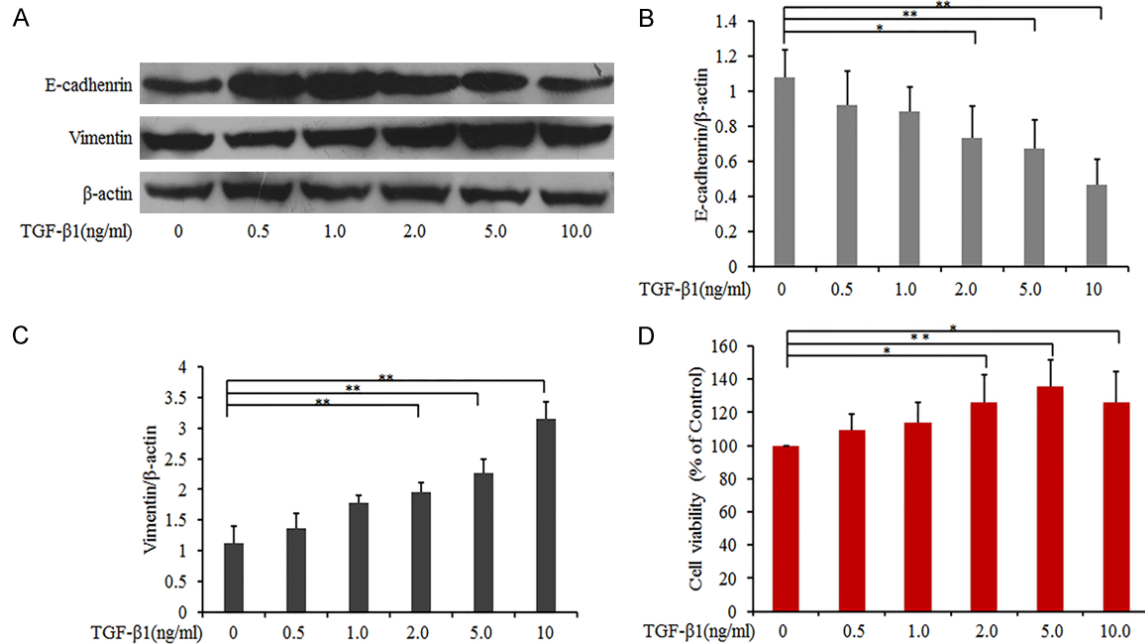 A
E-cadhenrin
Vimentin
β-actin
TGF-β1(ng/ml) 0 0.5 1.0 2.0 5.0 10.0
B
**
**
*
1.4
1.2
1
0.8
0.6
0.4
0.2
0
E-cadhenrin/β-actin
TGF-β1(ng/ml) 0 0.5 1.0 2.0 5.0 10
C
**
**
**
4
3.5
3
2.5
2
1.5
1
0.5
0
Vimentin/β-actin
TGF-β1(ng/ml) 0 0.5 1.0 2.0 5.0 10
D
*
* *
*
160
140
120
100
80
60
40
20
0
Cell viability (% of Control)
TGF-β1(ng/ml) 0 0.5 1.0 2.0 5.0 10.0